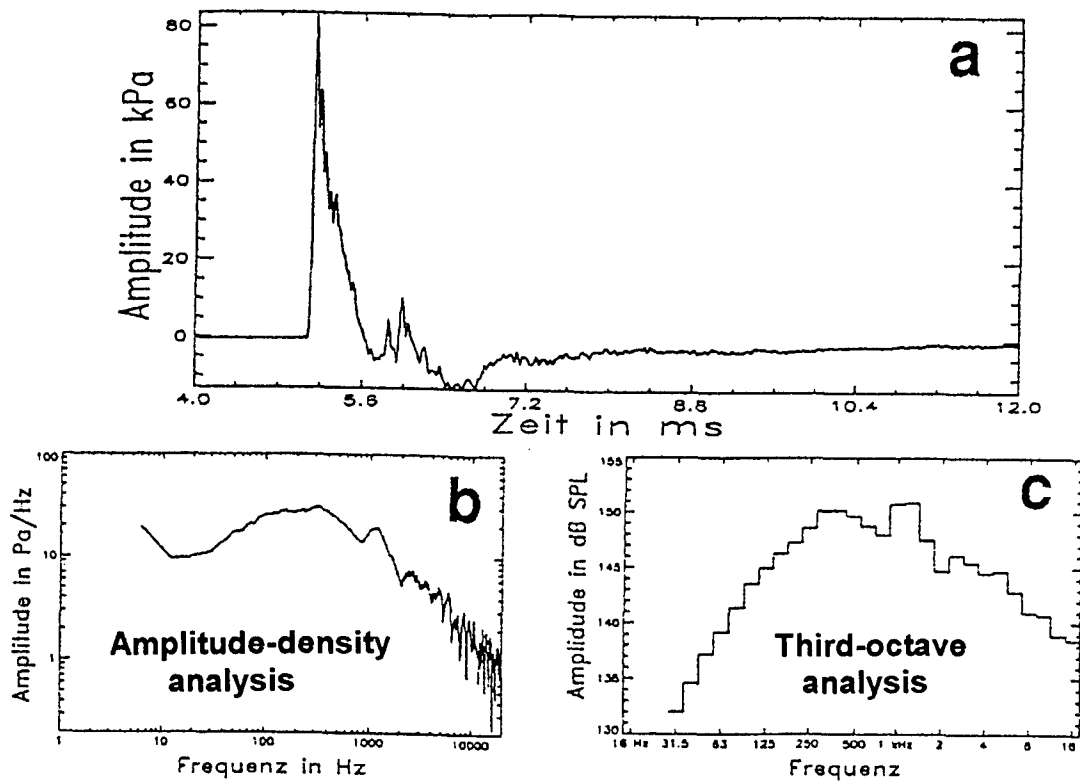 80
60
40
20
0
Amplitude in kPa
a
4.0 5.6 7.2 8.8 10.4 12.0
Zeit in ms
100
10
1
Amplitude in Pa/Hz
b
Amplitude-density
analysis
1 10 100 1000 10000
Frequenz in Hz
155
150
145
140
135
130
Amplidude in dB SPL
c
Third-octave
analysis
16 Hz 31.5 63 125 250 500 1 kHz 2 4 8 16
Frequenz